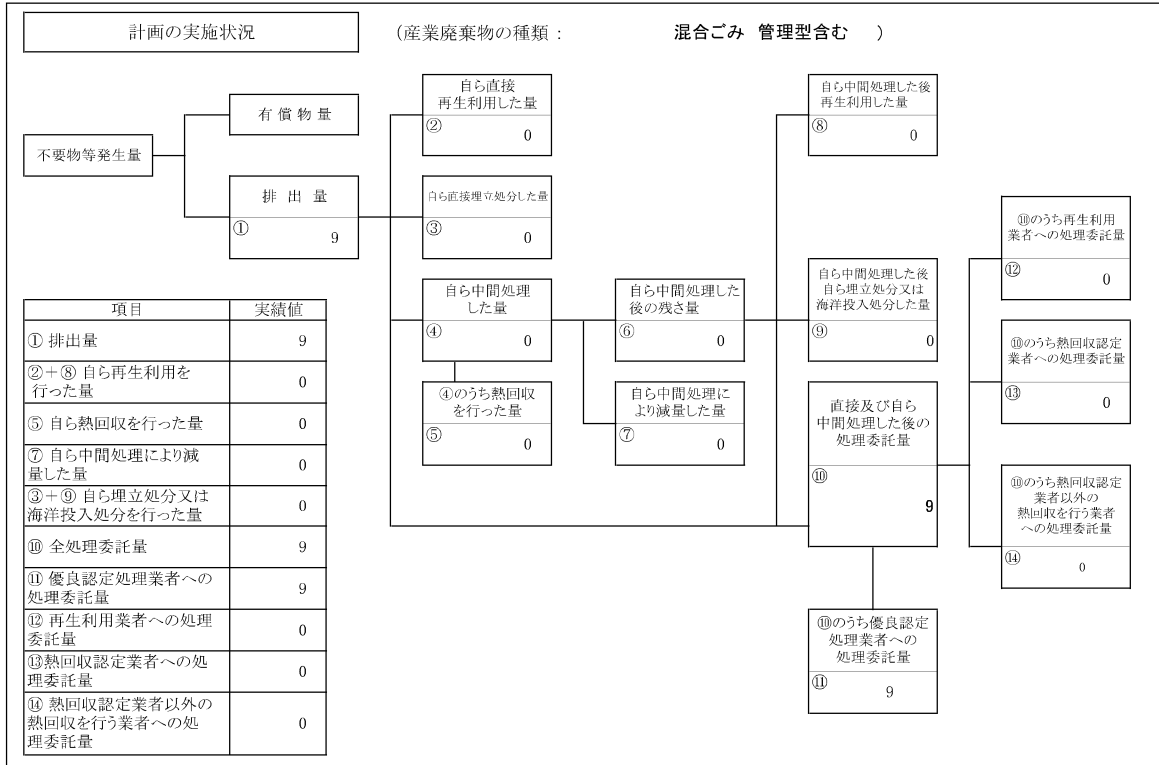 計画の実施状況
（産業廃棄物の種類： 混合ごみ 管理型含む ）
不要物等発生量
有償物量
排出量
① 9
自ら直接
再生利用した量
② 0
自ら直接埋立処分した量
③ 0
自ら中間処理
した量
④ 0
④のうち熱回収
を行った量
⑤ 0
自ら中間処理した
後の残さ量
⑥ 0
自ら中間処理に
より減量した量
⑦ 0
自ら中間処理した後
再生利用した量
⑧ 0
自ら中間処理した後
自ら埋立処分又は
海洋投入処分した量
⑨ 0
直接及び自ら
中間処理した後の
処理委託量
⑩ 9
⑩のうち優良認定
処理業者への
処理委託量
⑪ 9
⑩のうち再生利用
業者への処理委託量
⑫ 0
⑩のうち熱回収認定
業者への処理委託量
⑬ 0
⑩のうち熱回収認定
業者以外の
熱回収を行う業者
への処理委託量
⑭ 0
項目 実績値
① 排出量 9
②＋⑧ 自ら再生利用を
行った量 0
⑤ 自ら熱回収を行った量 0
⑦ 自ら中間処理により減
量した量 0
③＋⑨ 自ら埋立処分又は
海洋投入処分を行った量 0
⑩ 全処理委託量 9
⑪ 優良認定処理業者への
処理委託量 9
⑫ 再生利用業者への処理
委託量 0
⑬熱回収認定業者への処
理委託量 0
⑭ 熱回収認定業者以外の
熱回収を行う業者への処
理委託量 0